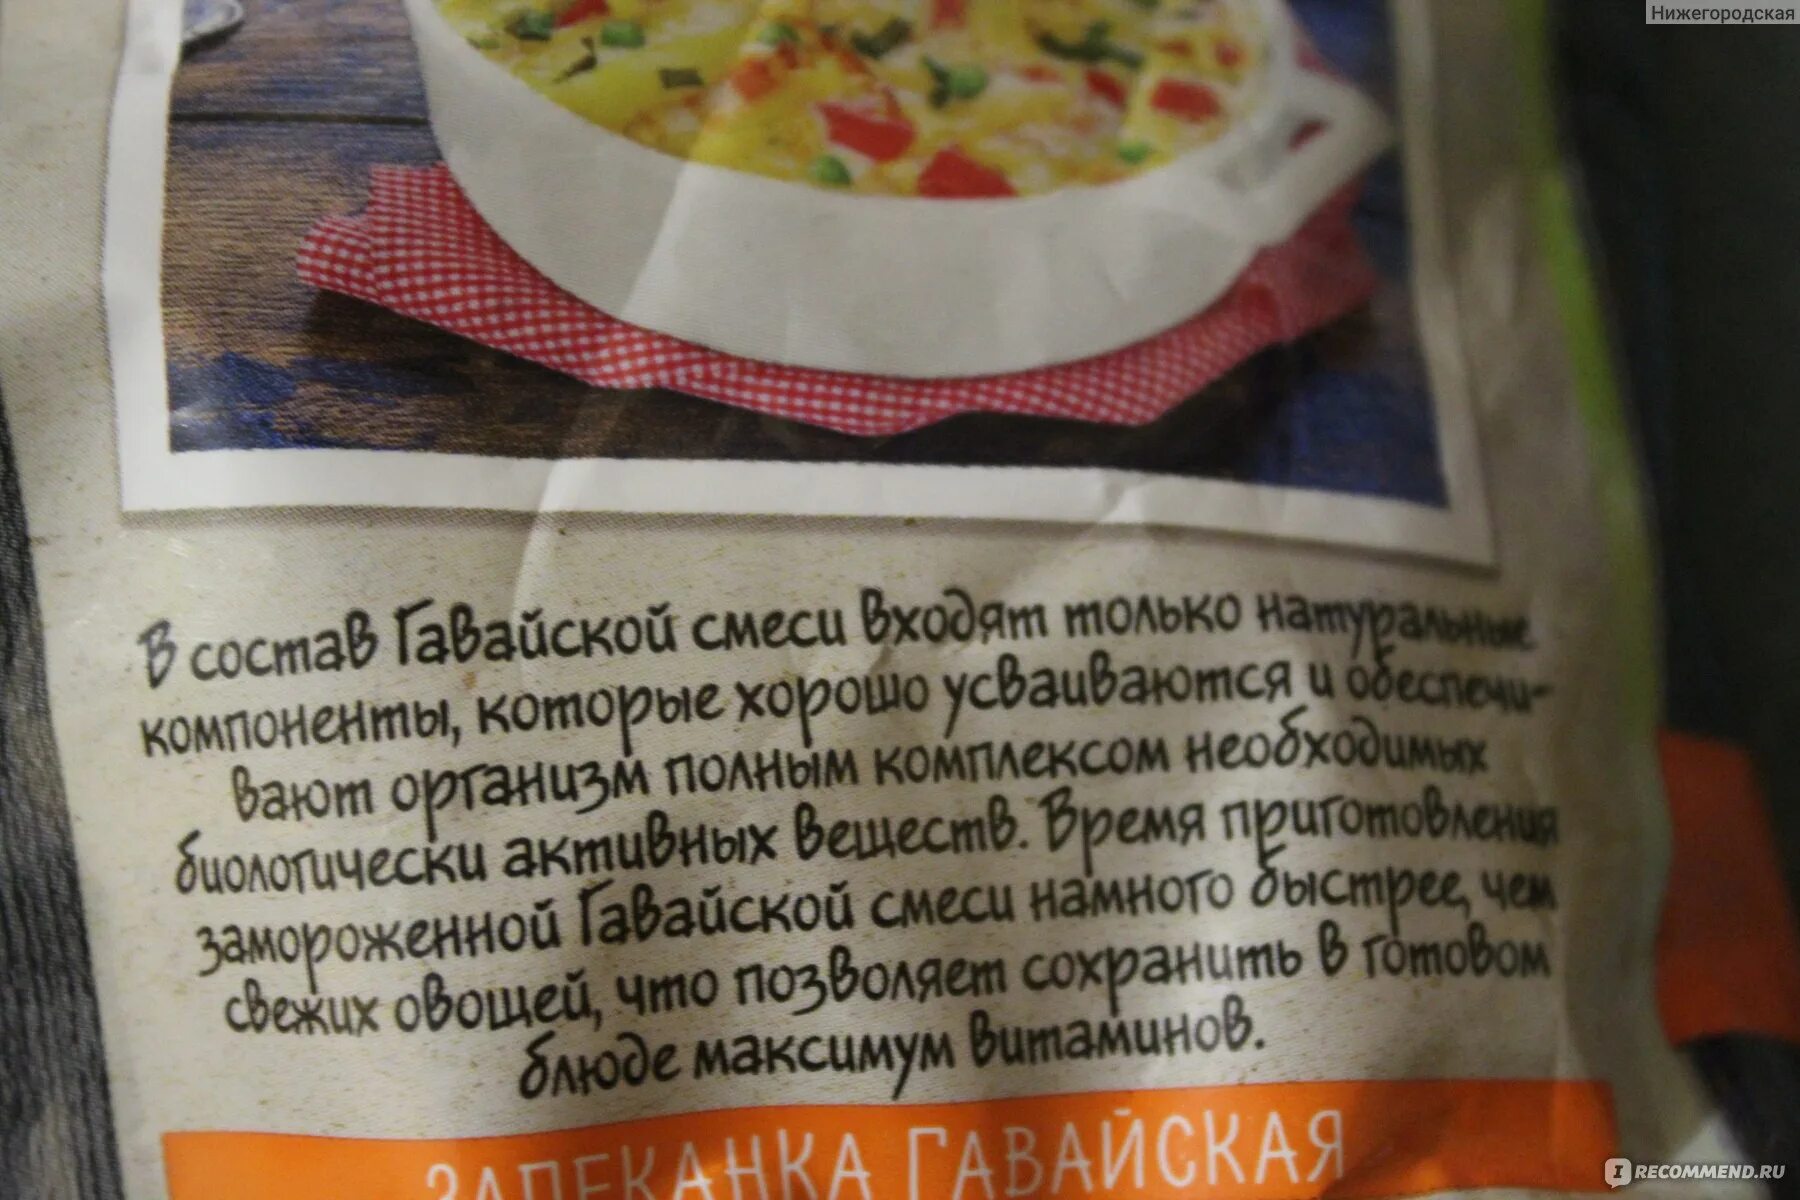 Нижегородская
В состав Гавайской смеси входят только натуральные
компоненты, которые хорошо усваиваются и обеспечи-
вают организм полным комплексом необходимых
биологически активных веществ. Время приготовления
замороженной Гавайской смеси намного быстрее, чем
свежих овощей, что позволяет сохранить в готовом
блюде максимум витаминов.
ЗАПЕКАНКА ГАВАЙСКАЯ
I RECOMMEND.RU